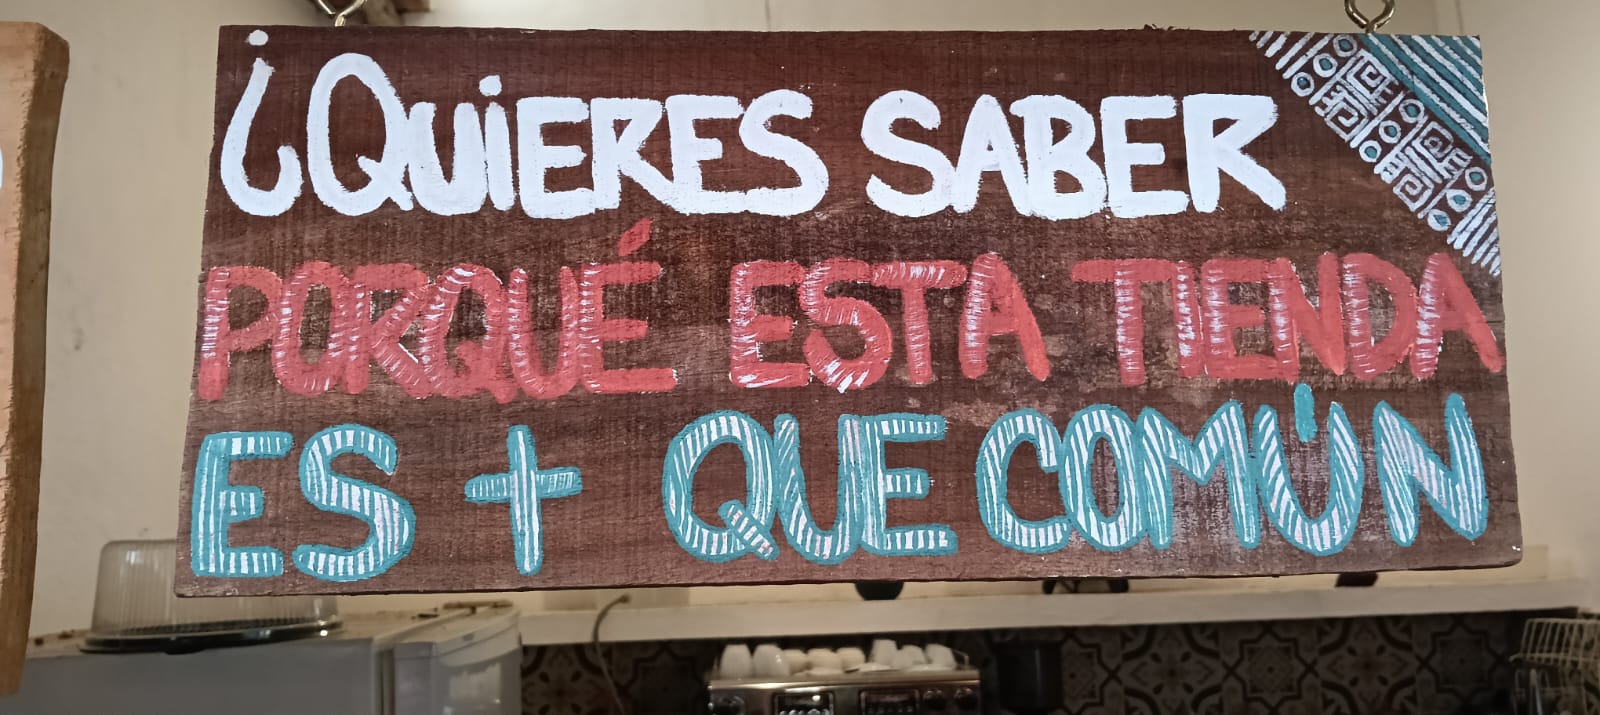 ¿QUiERES SABER
PORQUÉ ESTA TIENDA
ES + QUE COMÚN